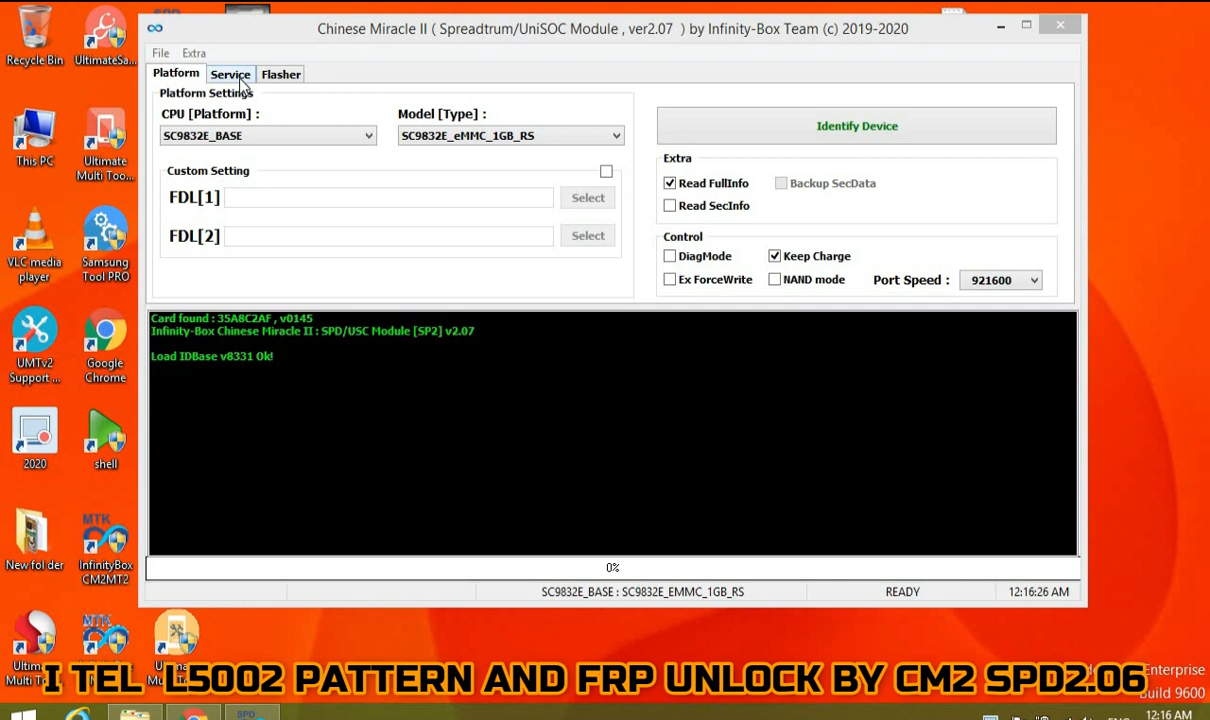 Chinese Miracle II ( Spreadtrum/UniSOC Module , ver2.07 ) by Infinity-Box Team (c) 2019-2020
File Extra
Platform Service Flasher
Platform Settings
CPU [Platform] : Model [Type] :
SC9832E_BASE SC9832E_eMMC_1GB_RS
Identify Device
Custom Setting
FDL[1] Select
FDL[2] Select
Extra
Read FullInfo Backup SecData
Read SecInfo
Control
DiagMode Keep Charge
Ex ForceWrite NAND mode Port Speed : 921600
Card found : 35A8C2AF , v0145
Infinity-Box Chinese Miracle II : SPD/USC Module [SP2] v2.07
Load IDBase v8331 Ok!
0%
SC9832E_BASE : SC9832E_EMMC_1GB_RS READY 12:16:26 AM
Recycle Bin
UltimateSa...
This PC
Ultimate
Multi Too...
VLC media
player
Samsung
Tool PRO
UMTv2
Support ...
Google
Chrome
2020
shell
New folder
MTK
InfinityBox
CM2MT2
MTK
I TEL L5002 PATTERN AND FRP UNLOCK BY CM2 SPD2.06
Enterprise
Build 9600
12:16 AM